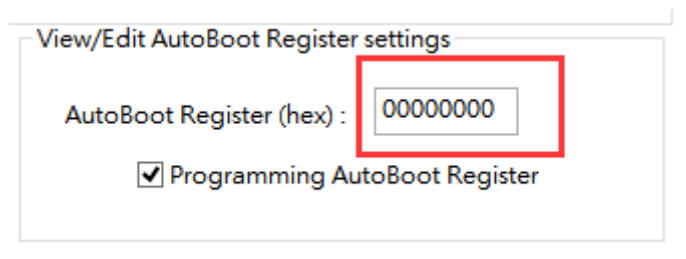 View/Edit AutoBoot Register settings
AutoBoot Register (hex) : 00000000
Programming AutoBoot Register